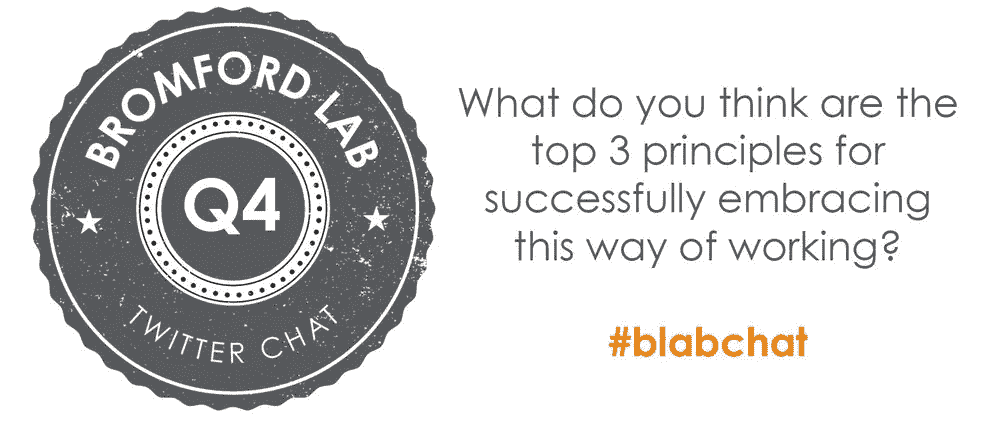 BROMFORD LAB
Q4
TWITTER CHAT
What do you think are the
top 3 principles for
successfully embracing
this way of working?
#blabchat